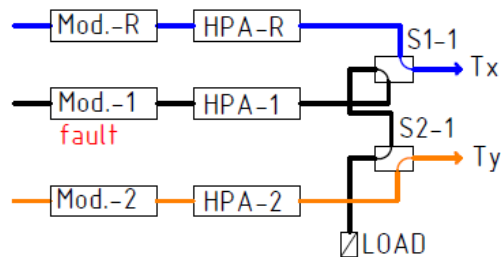 Mod.-R HPA-R
S1-1
Tx
Mod.-1 HPA-1
fault
S2-1
Ty
Mod.-2 HPA-2
LOAD